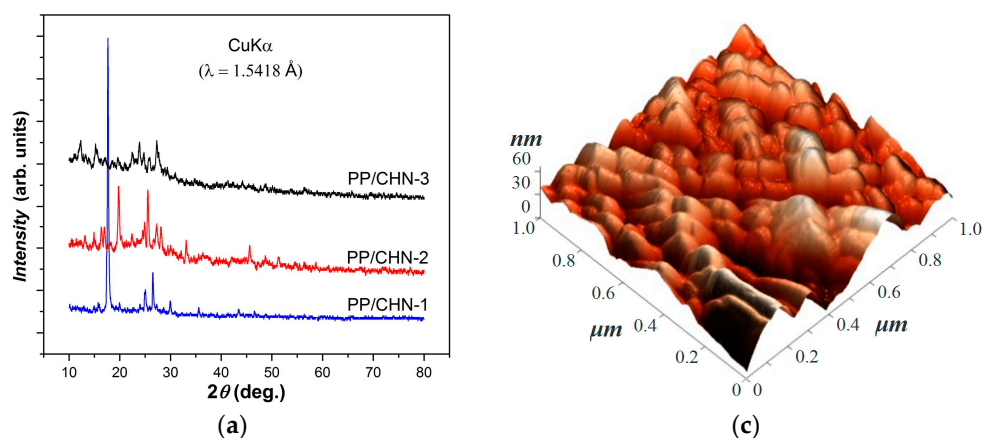 CuKα
(λ = 1.5418 Å)
Intensity (arb. units)
PP/CHN-3
PP/CHN-2
PP/CHN-1
10 20 30 40 50 60 70 80
2θ (deg.)
(a)
nm
60
30
0
1.0
0.8
0.6
0.4
0.2
0
μm
0
0.2
0.4
0.6
0.8
1.0
μm
(c)